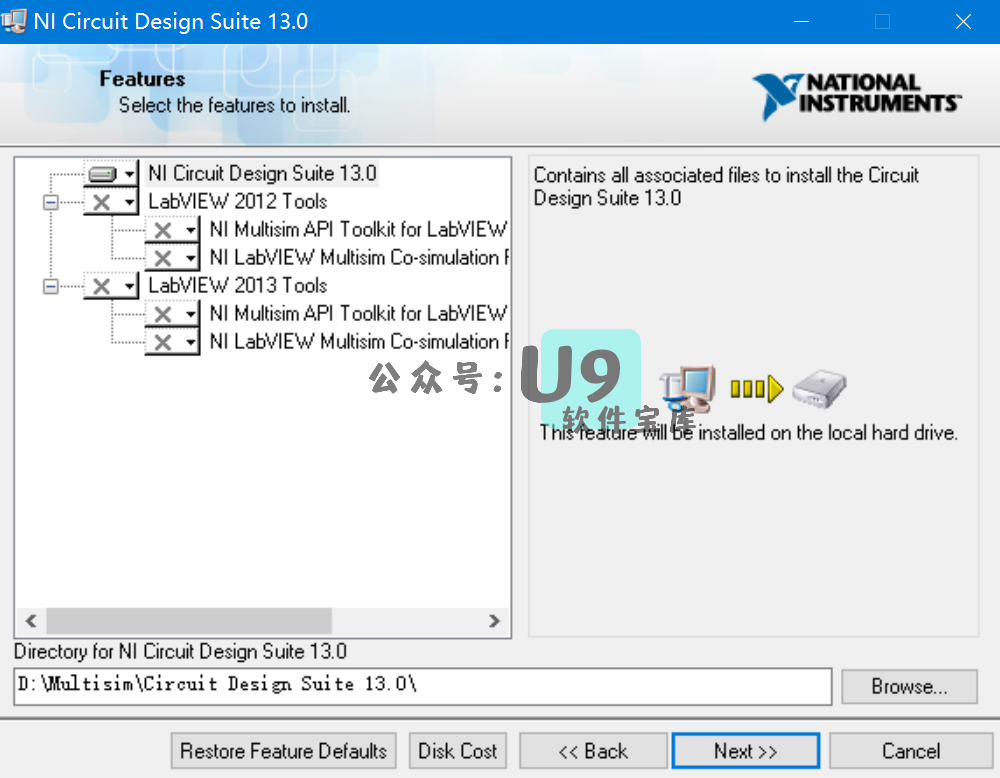 NI Circuit Design Suite 13.0
Features
Select the features to install.
NATIONAL
INSTRUMENTS
NI Circuit Design Suite 13.0
LabVIEW 2012 Tools
NI Multisim API Toolkit for LabVIEW
NI LabVIEW Multisim Co-simulation
LabVIEW 2013 Tools
NI Multisim API Toolkit for LabVIEW
NI LabVIEW Multisim Co-simulation
Contains all associated files to install the Circuit
Design Suite 13.0
公众号:U9
软件宝库
This feature will be installed on the local hard drive.
Directory for NI Circuit Design Suite 13.0
D:\Multisim\Circuit Design Suite 13.0\
Browse...
Restore Feature Defaults
Disk Cost
<< Back
Next >>
Cancel